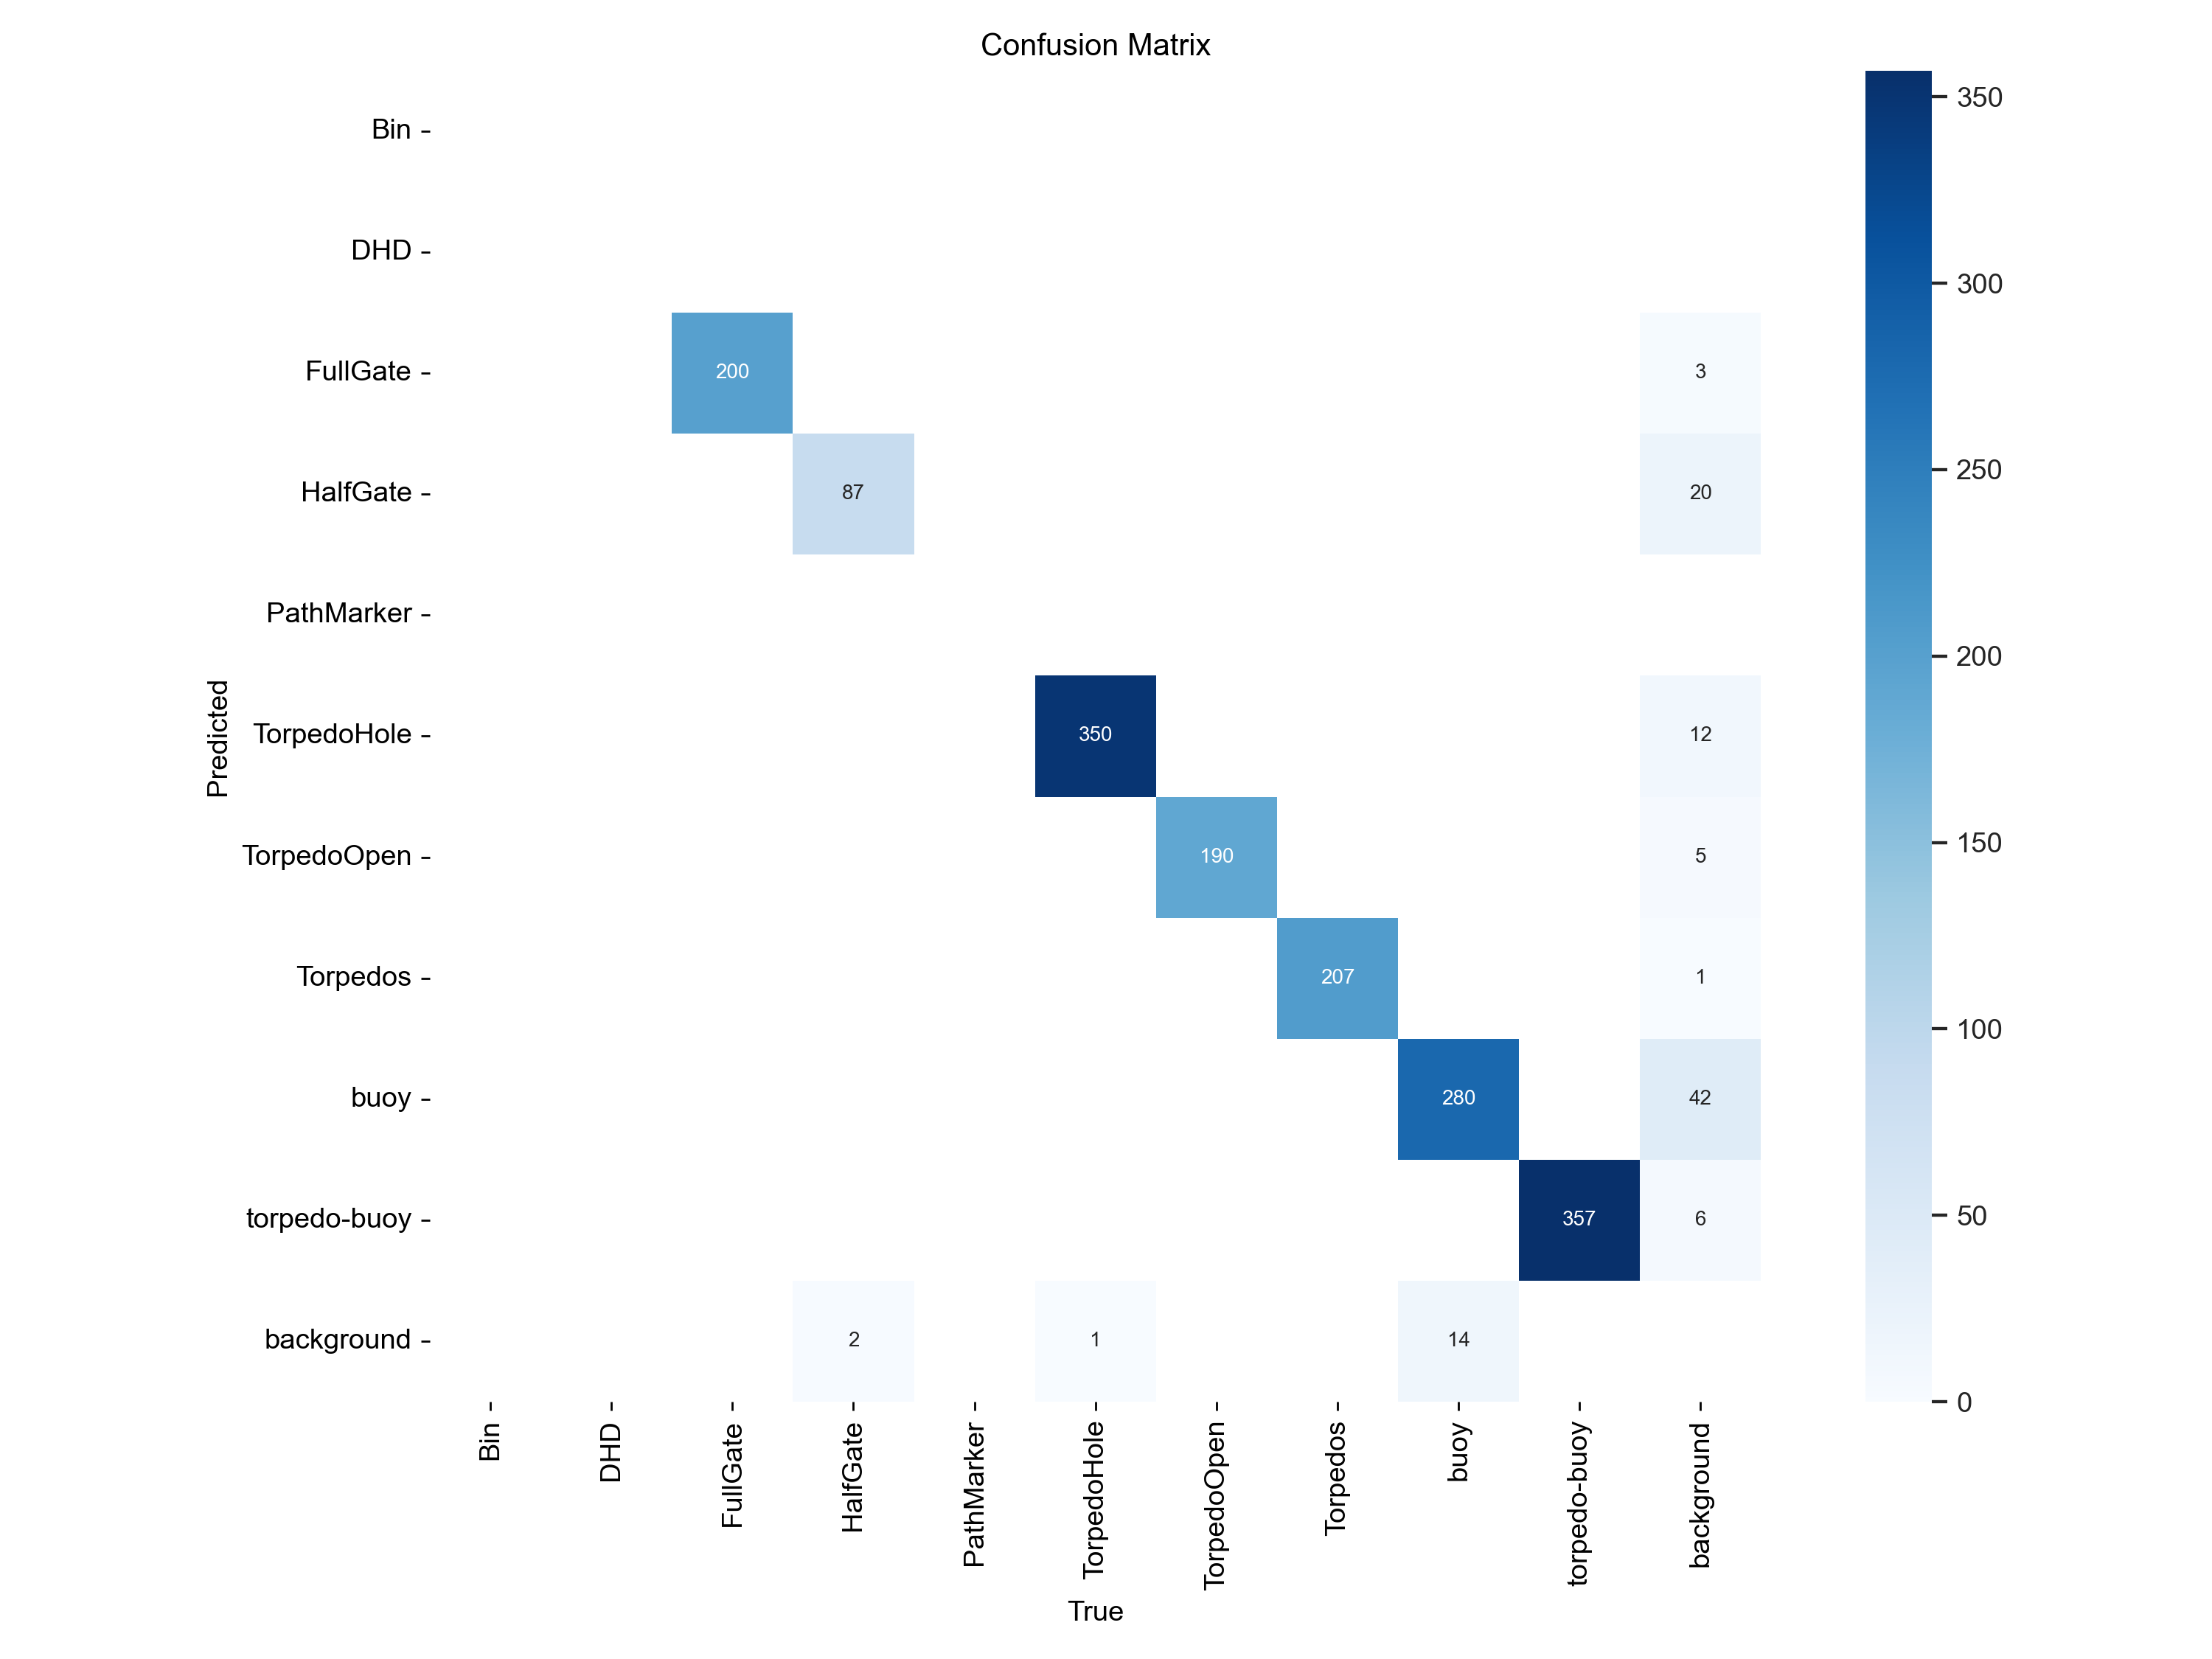 Confusion Matrix
Bin
DHD
FullGate
200
3
HalfGate
87
20
PathMarker
TorpedoHole
350
12
TorpedoOpen
190
5
Torpedos
207
1
buoy
280
42
torpedo-buoy
357
6
background
2
1
14
Predicted
Bin
DHD
FullGate
HalfGate
PathMarker
TorpedoHole
TorpedoOpen
Torpedos
buoy
torpedo-buoy
background
True
350
300
250
200
150
100
50
0